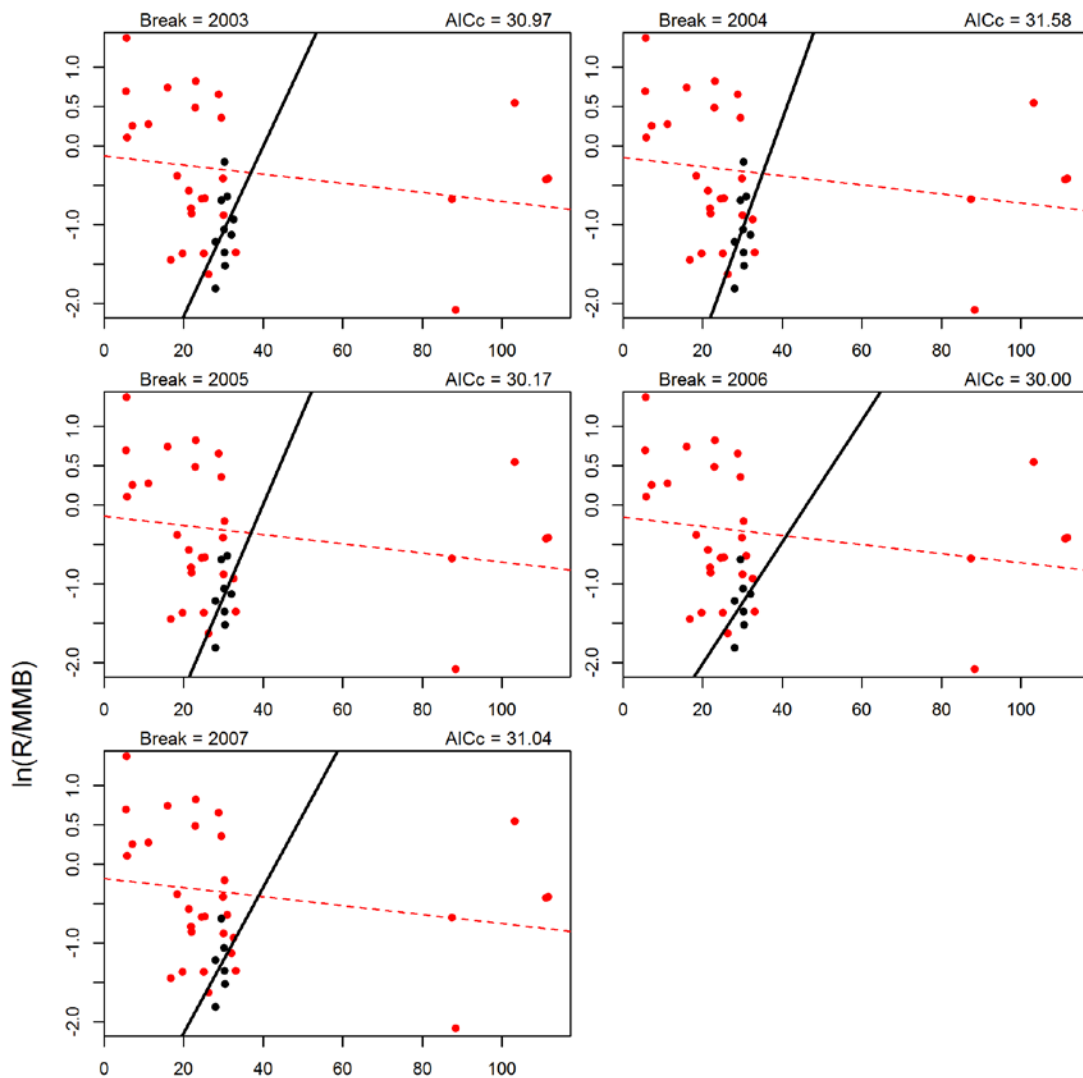 Break = 2003 AICc = 30.97
Break = 2004 AICc = 31.58
1.0
0.5
0.0
-1.0
-2.0
1.0
0.5
0.0
-1.0
-2.0
0 20 40 60 80 100
0 20 40 60 80 100
Break = 2005 AICc = 30.17
Break = 2006 AICc = 30.00
1.0
0.5
0.0
-1.0
-2.0
1.0
0.5
0.0
-1.0
-2.0
0 20 40 60 80 100
0 20 40 60 80 100
ln(R/MMB)
Break = 2007 AICc = 31.04
1.0
0.5
0.0
-1.0
-2.0
0 20 40 60 80 100